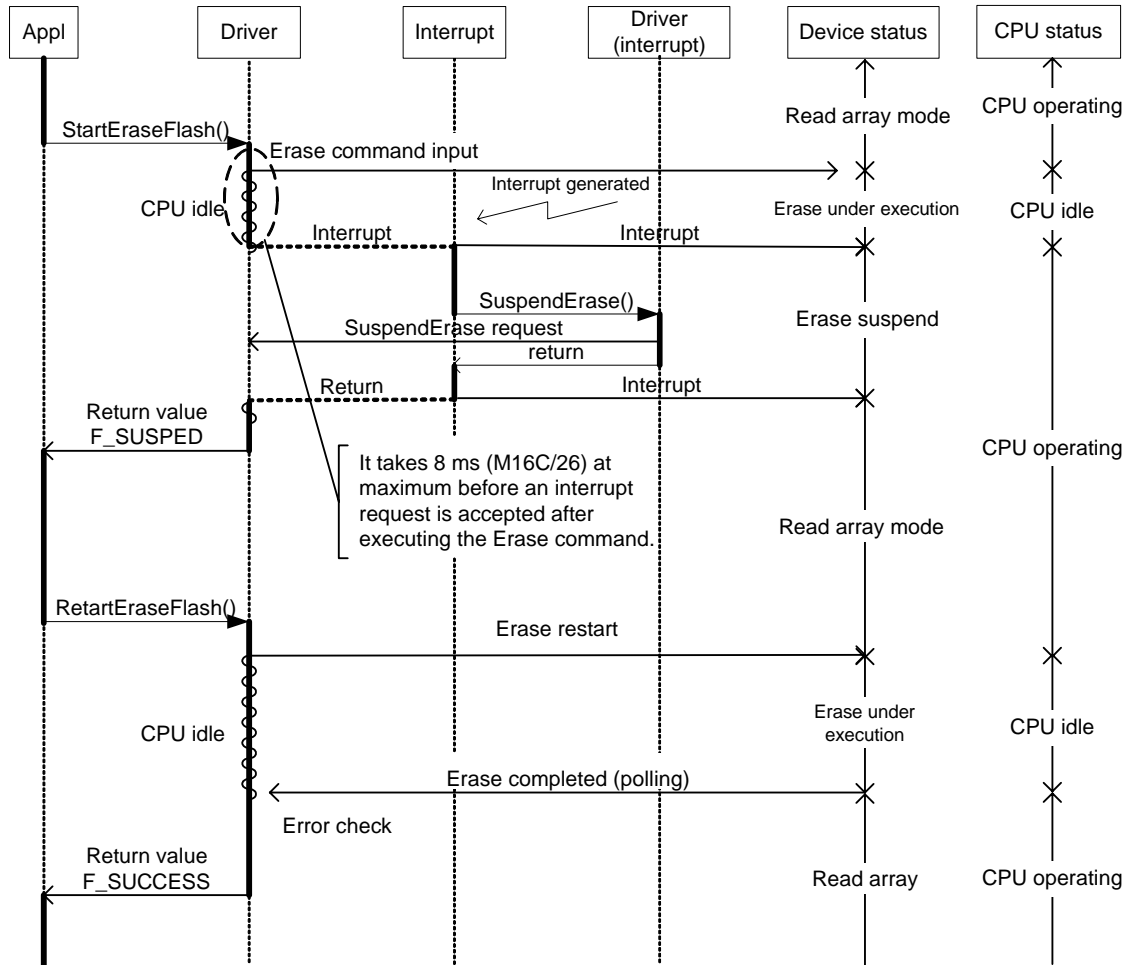 Appl
Driver
Interrupt
Driver
(interrupt)
Device status
CPU status
StartEraseFlash()
Erase command input
Read array mode
CPU operating
Interrupt generated
CPU idle
Erase under execution
CPU idle
Interrupt
Interrupt
SuspendErase()
SuspendErase request
Erase suspend
return
Return
Interrupt
Return value
F_SUSPED
CPU operating
It takes 8 ms (M16C/26) at
maximum before an interrupt
request is accepted after
executing the Erase command.
Read array mode
RetartEraseFlash()
Erase restart
CPU idle
Erase under
execution
CPU idle
Erase completed (polling)
Error check
Return value
F_SUCCESS
Read array
CPU operating